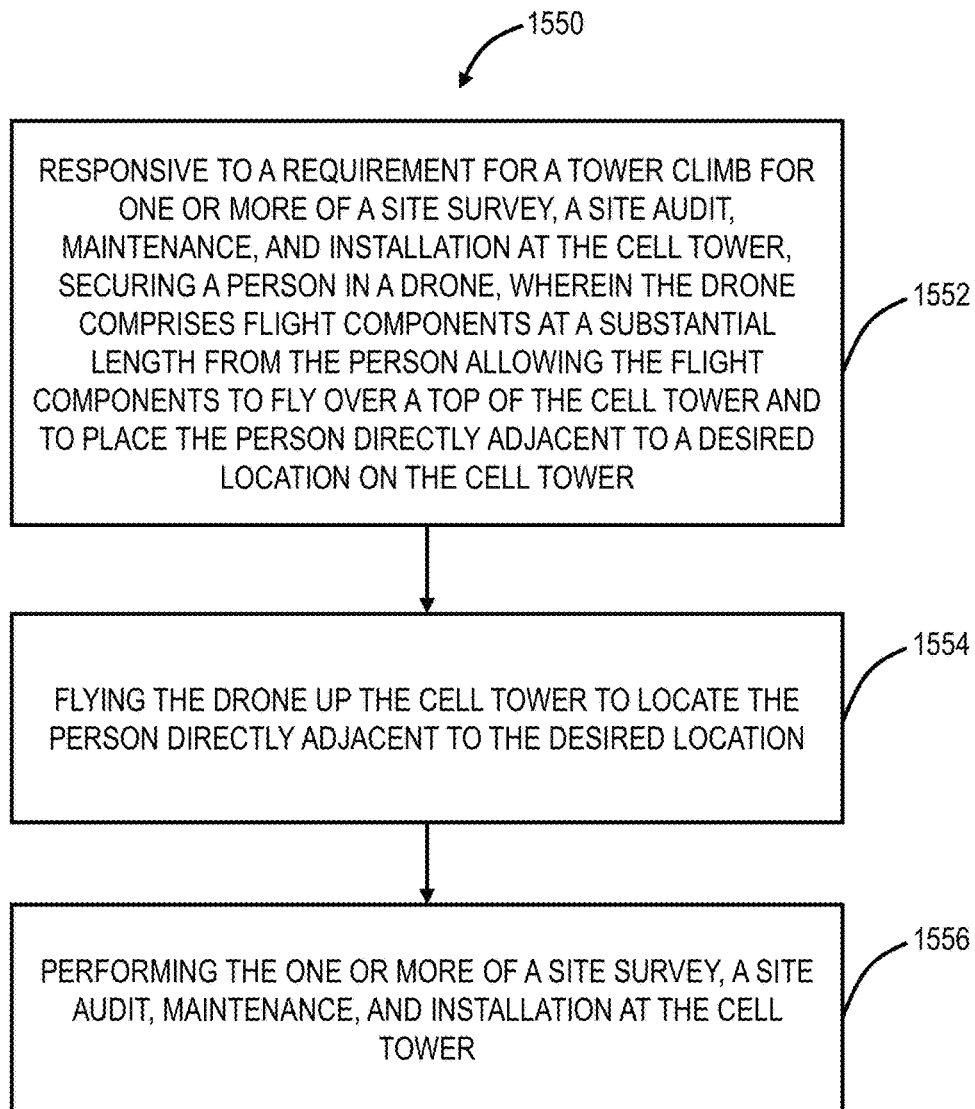 1550
RESPONSIVE TO A REQUIREMENT FOR A TOWER CLIMB FOR
ONE OR MORE OF A SITE SURVEY, A SITE AUDIT,
MAINTENANCE, AND INSTALLATION AT THE CELL TOWER,
SECURING A PERSON IN A DRONE, WHEREIN THE DRONE
COMPRISES FLIGHT COMPONENTS AT A SUBSTANTIAL
LENGTH FROM THE PERSON ALLOWING THE FLIGHT
COMPONENTS TO FLY OVER A TOP OF THE CELL TOWER AND
TO PLACE THE PERSON DIRECTLY ADJACENT TO A DESIRED
LOCATION ON THE CELL TOWER
1552
FLYING THE DRONE UP THE CELL TOWER TO LOCATE THE
PERSON DIRECTLY ADJACENT TO THE DESIRED LOCATION
1554
PERFORMING THE ONE OR MORE OF A SITE SURVEY, A SITE
AUDIT, MAINTENANCE, AND INSTALLATION AT THE CELL
TOWER
1556